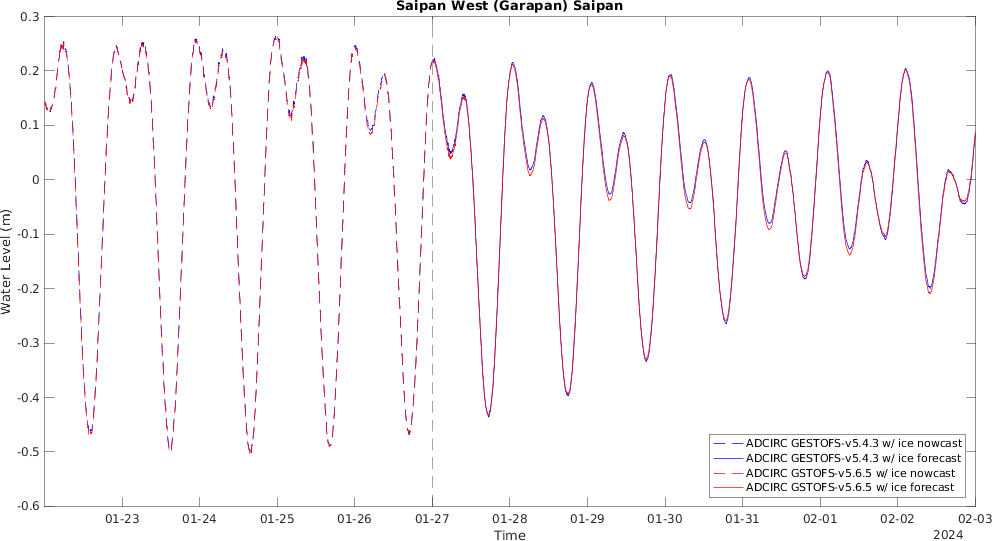 Saipan West (Garapan) Saipan
0.3
0.2
0.1
0
-0.1
-0.2
-0.3
-0.4
-0.5
-0.6
Water Level (m)
ADCIRC GESTOFS-v5.4.3 w/ ice nowcast
ADCIRC GESTOFS-v5.4.3 w/ ice forecast
ADCIRC GSTOFS-v5.6.5 w/ ice nowcast
ADCIRC GSTOFS-v5.6.5 w/ ice forecast
01-23 01-24 01-25 01-26 01-27 01-28 01-29 01-30 01-31 02-01 02-02 02-03
Time
2024